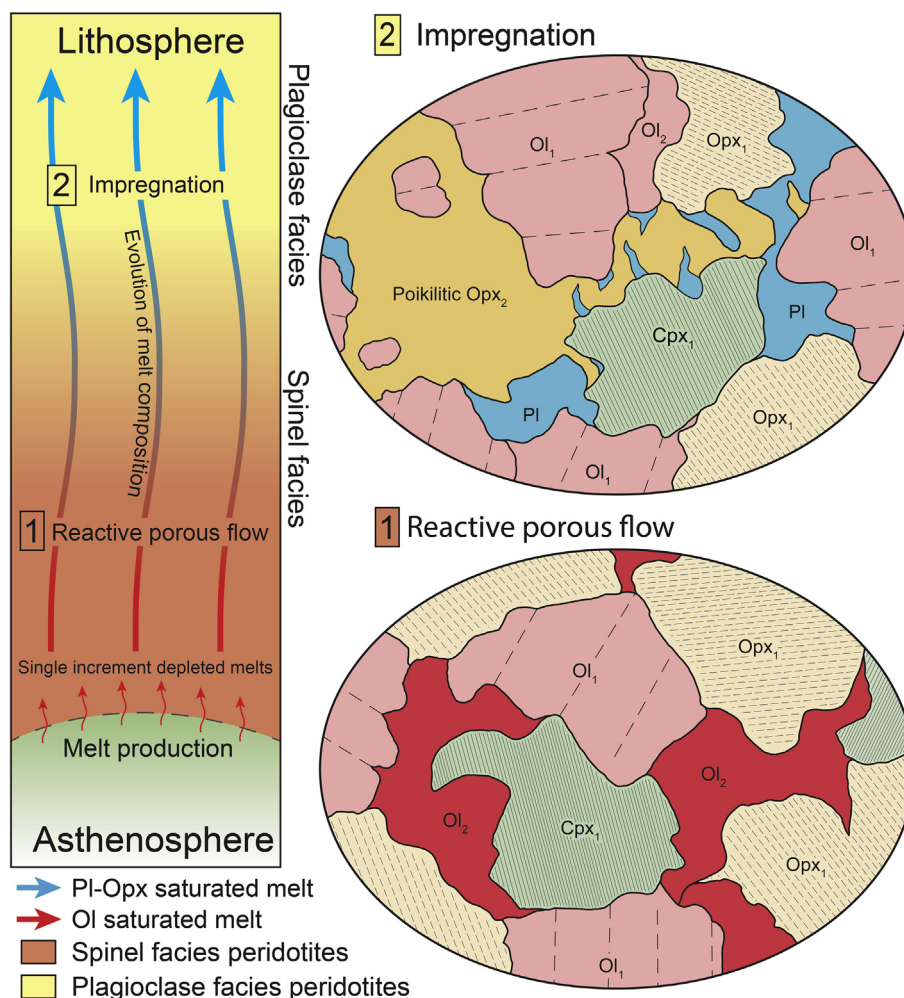 Lithosphere
2 Impregnation
Evolution of melt composition
1 Reactive porous flow
Single increment depleted melts
Melt production
Asthenosphere
Plagioclase facies
Spinel facies
Pl-Opx saturated melt
Ol saturated melt
Spinel facies peridotites
Plagioclase facies peridotites
2 Impregnation
Ol₁
Ol₂
Opx₁
Ol₁
Poikilitic Opx₂
Pl
Cpx₁
Pl
Opx₁
Ol₁
1 Reactive porous flow
Opx₁
Ol₁
Ol₂
Ol₂
Cpx₁
Opx₁
Ol₁